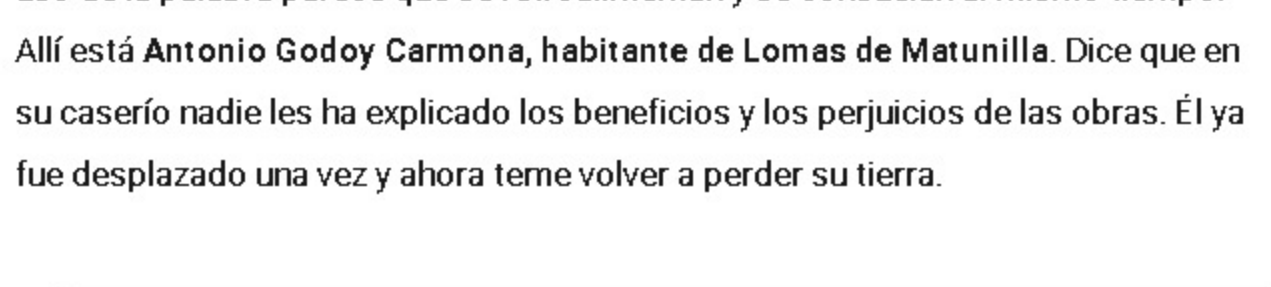 Allí está Antonio Godoy Carmona, habitante de Lomas de Matunilla. Dice que en
su caserío nadie les ha explicado los beneficios y los perjuicios de las obras. Él ya
fue desplazado una vez y ahora teme volver a perder su tierra.